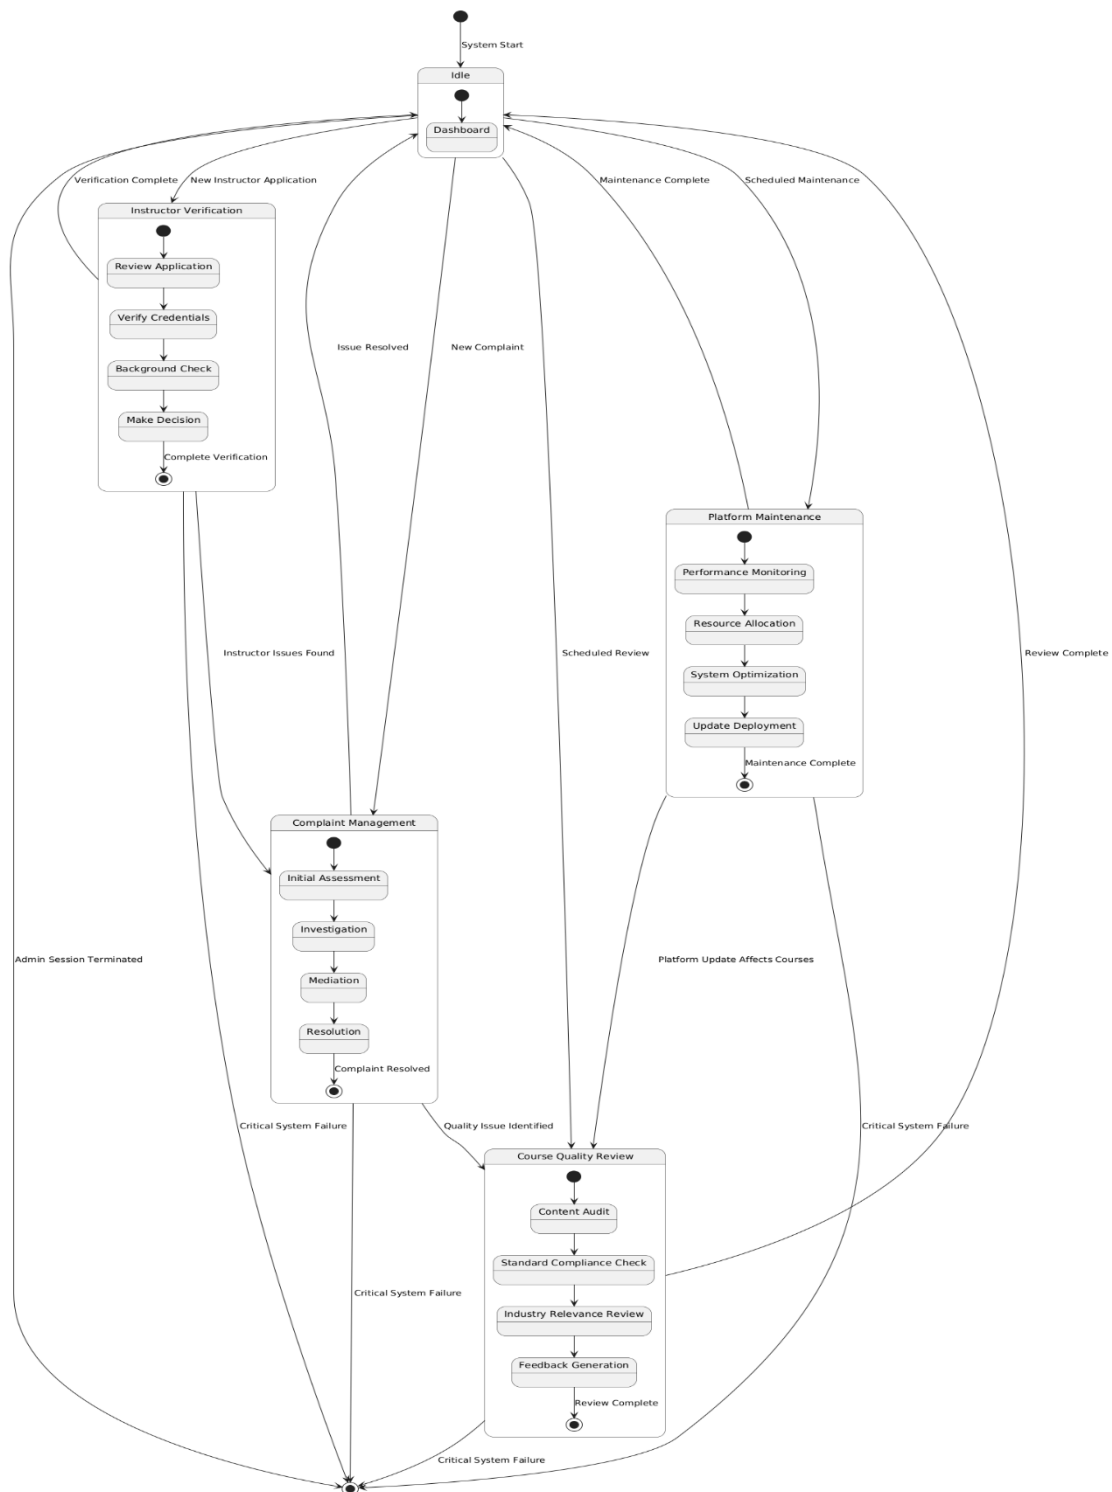 System Start
Idle
Dashboard
Verification Complete
New Instructor Application
Maintenance Complete
Scheduled Maintenance
Instructor Verification
Review Application
Verify Credentials
Background Check
Make Decision
Complete Verification
Issue Resolved
New Complaint
Platform Maintenance
Performance Monitoring
Resource Allocation
System Optimization
Update Deployment
Maintenance Complete
Instructor Issues Found
Scheduled Review
Review Complete
Complaint Management
Initial Assessment
Investigation
Mediation
Resolution
Complaint Resolved
Admin Session Terminated
Platform Update Affects Courses
Critical System Failure
Quality Issue Identified
Critical System Failure
Course Quality Review
Content Audit
Standard Compliance Check
Industry Relevance Review
Feedback Generation
Review Complete
Critical System Failure
Critical System Failure